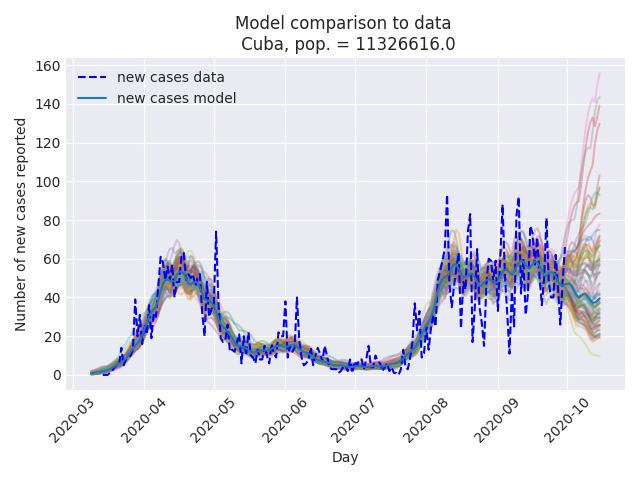 Model comparison to data
Cuba, pop. = 11326616.0
new cases data
new cases model
Number of new cases reported
160
140
120
100
80
60
40
20
0
2020-03
2020-04
2020-05
2020-06
2020-07
2020-08
2020-09
2020-10
Day